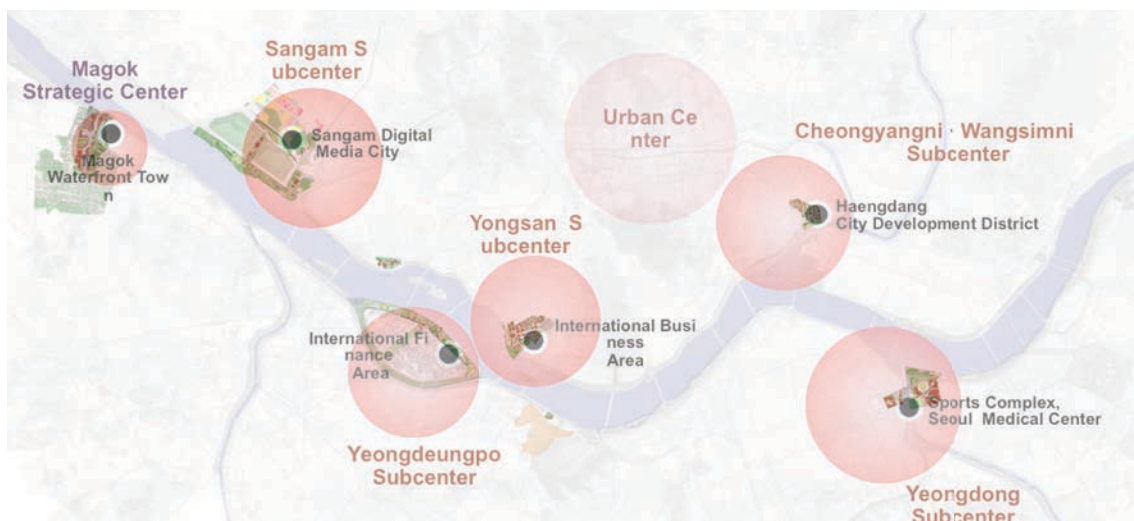 Magok
Strategic Center
Magok
Waterfront Tow
n
Sangam S
ubcenter
Sangam Digital
Media City
Urban Ce
nter
Cheongyangni · Wangsimni
Subcenter
Haengdang
City Development District
Yongsan S
ubcenter
International Busi
ness
Area
International Fi
nance
Area
Yeongdeungpo
Subcenter
Sports Complex,
Seoul Medical Center
Yeongdong
Subcenter